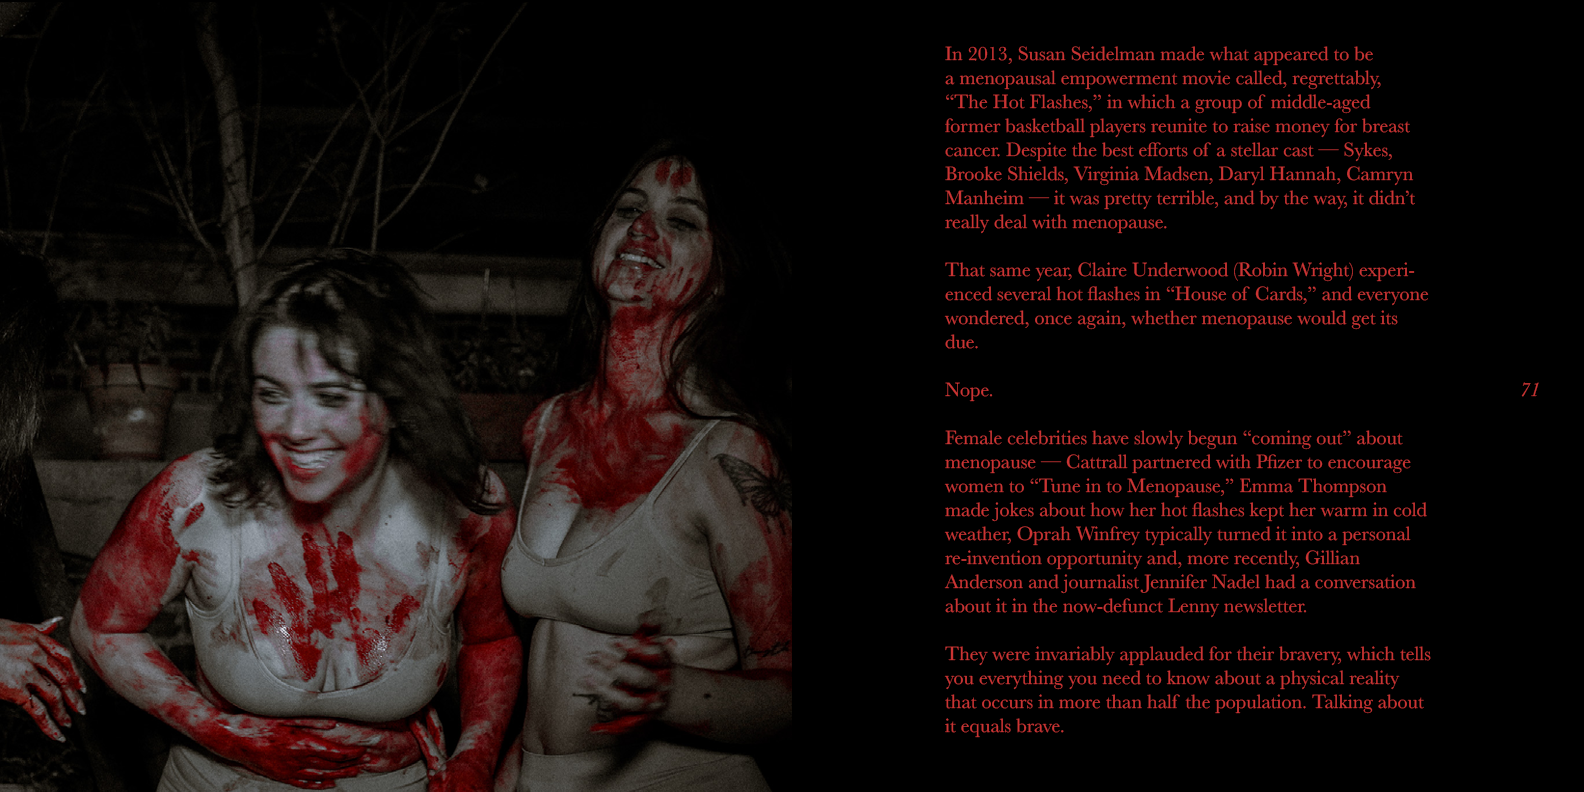 In 2013, Susan Seidelman made what appeared to be
a menopausal empowerment movie called, regrettably,
“The Hot Flashes,” in which a group of middle-aged
former basketball players reunite to raise money for breast
cancer. Despite the best efforts of a stellar cast — Sykes,
Brooke Shields, Virginia Madsen, Daryl Hannah, Camryn
Manheim — it was pretty terrible, and by the way, it didn’t
really deal with menopause.
That same year, Claire Underwood (Robin Wright) experi-
enced several hot flashes in “House of Cards,” and everyone
wondered, once again, whether menopause would get its
due.
Nope.
71
Female celebrities have slowly begun “coming out” about
menopause — Cattrall partnered with Pfizer to encourage
women to “Tune in to Menopause,” Emma Thompson
made jokes about how her hot flashes kept her warm in cold
weather, Oprah Winfrey typically turned it into a personal
re-invention opportunity and, more recently, Gillian
Anderson and journalist Jennifer Nadel had a conversation
about it in the now-defunct Lenny newsletter.
They were invariably applauded for their bravery, which tells
you everything you need to know about a physical reality
that occurs in more than half the population. Talking about
it equals brave.